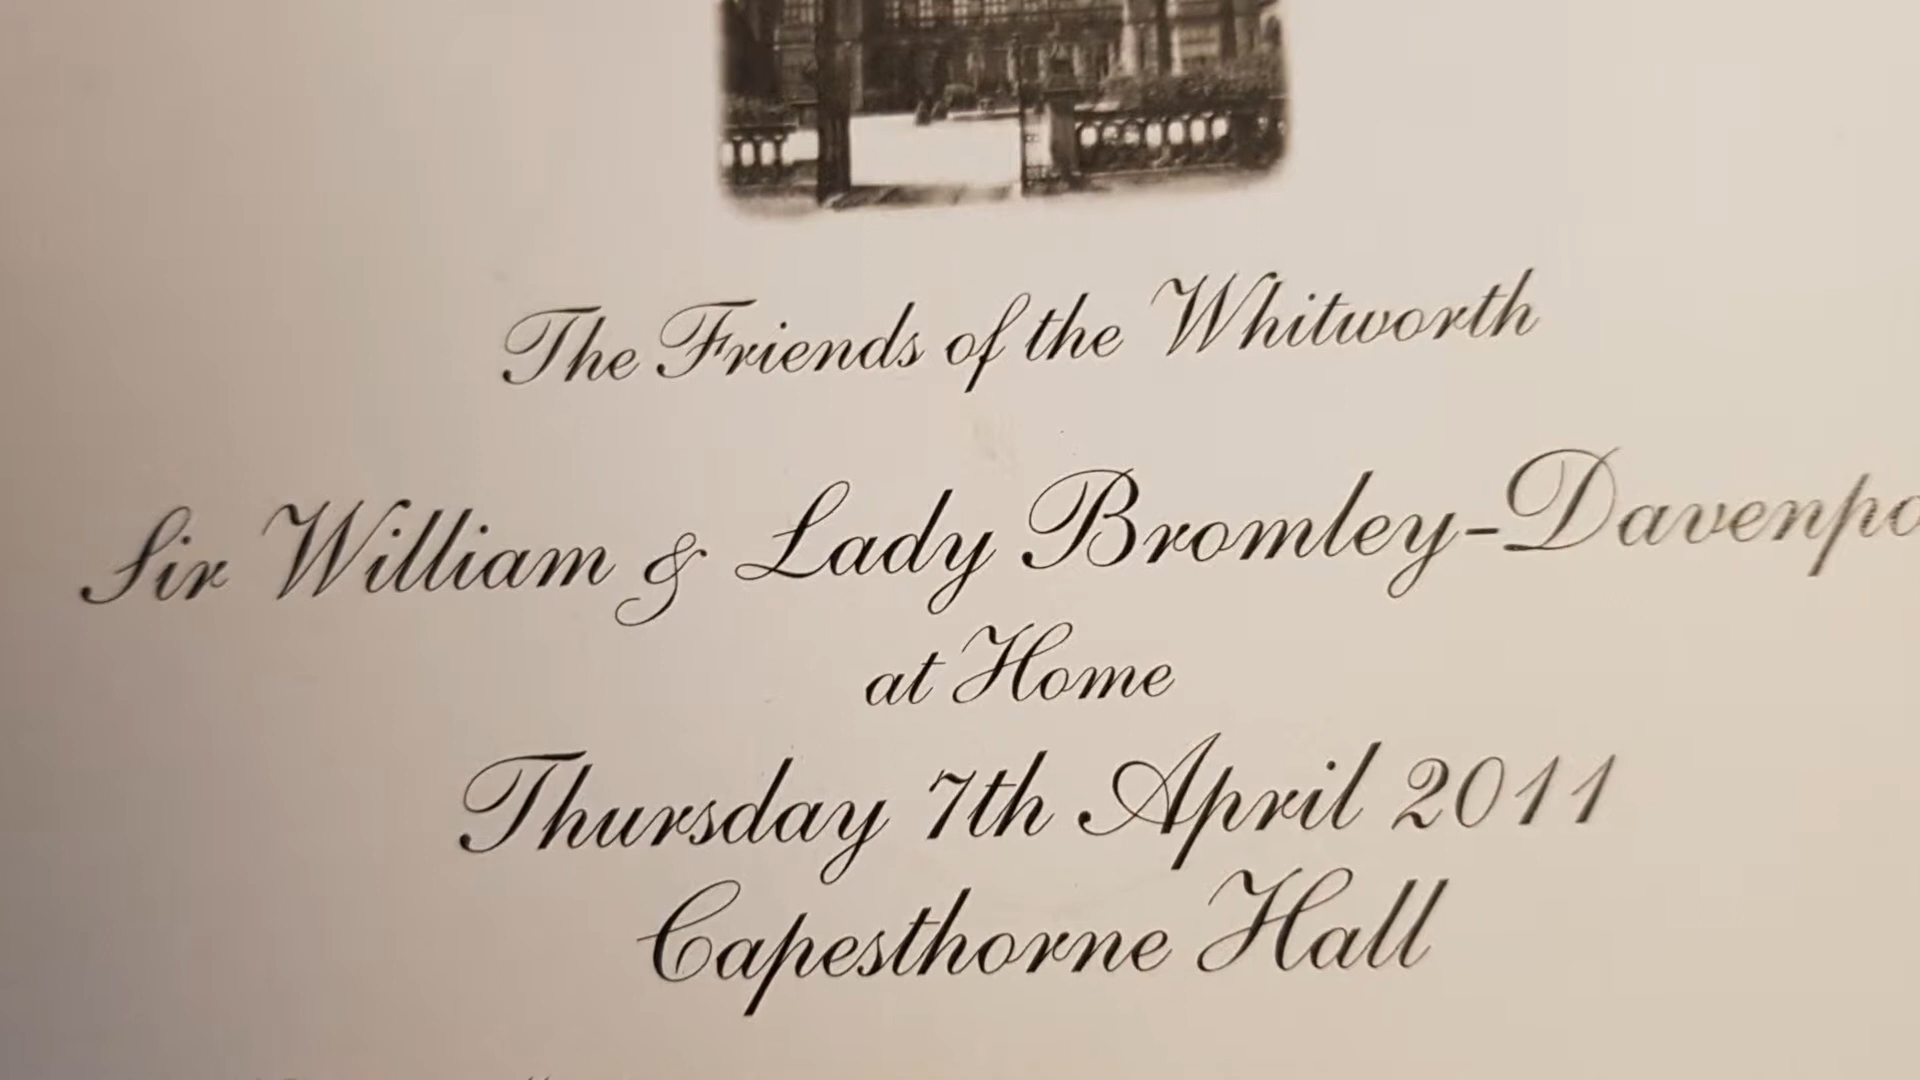 The Friends of the Whitworth
Sir William & Lady Bromley-Davenpo
at Home
Thursday 7th April 2011
Capesthorne Hall